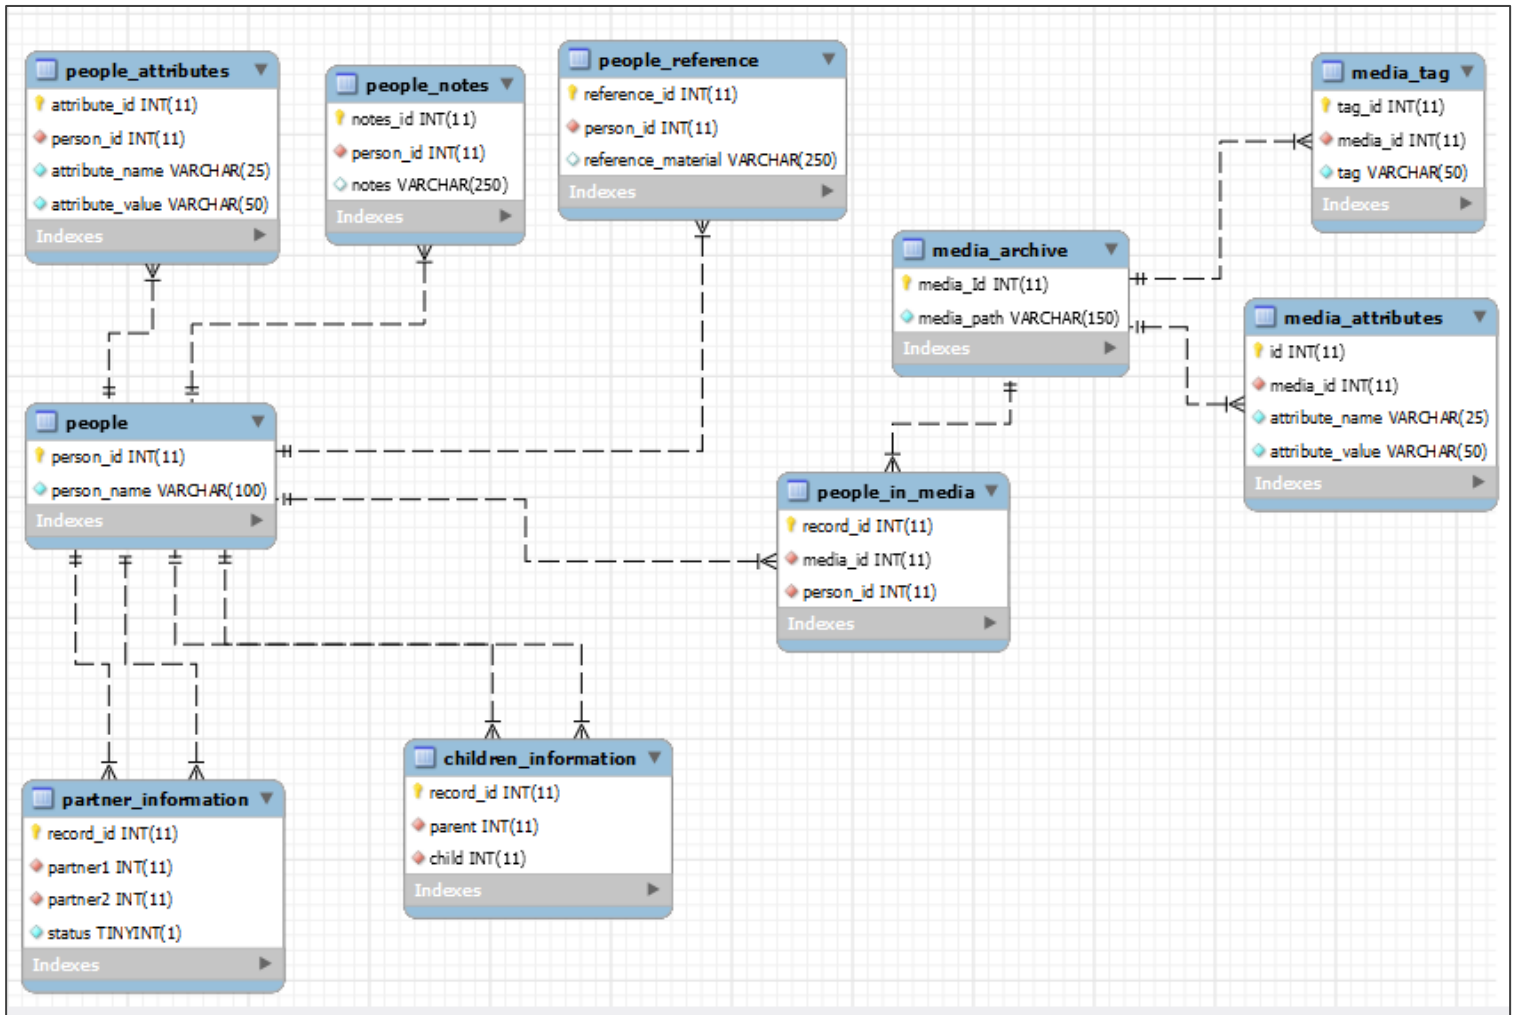 people_attributes
attribute_id INT(11)
person_id INT(11)
attribute_name VARCHAR(25)
attribute_value VARCHAR(50)
Indexes
people_notes
notes_id INT(11)
person_id INT(11)
notes VARCHAR(250)
Indexes
people_reference
reference_id INT(11)
person_id INT(11)
reference_material VARCHAR(250)
Indexes
media_tag
tag_id INT(11)
media_id INT(11)
tag VARCHAR(50)
Indexes
media_archive
media_Id INT(11)
media_path VARCHAR(150)
Indexes
media_attributes
id INT(11)
media_id INT(11)
attribute_name VARCHAR(25)
attribute_value VARCHAR(50)
Indexes
people
person_id INT(11)
person_name VARCHAR(100)
Indexes
people_in_media
record_id INT(11)
media_id INT(11)
person_id INT(11)
Indexes
partner_information
record_id INT(11)
partner1 INT(11)
partner2 INT(11)
status TINYINT(1)
Indexes
children_information
record_id INT(11)
parent INT(11)
child INT(11)
Indexes